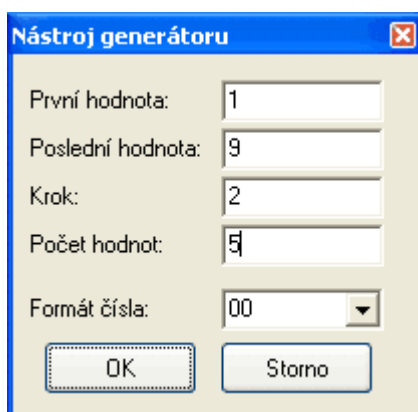 Nástroj generátoru
První hodnota: 1
Poslední hodnota: 9
Krok: 2
Počet hodnot: 5
Formát čísla: 00
OK Storno